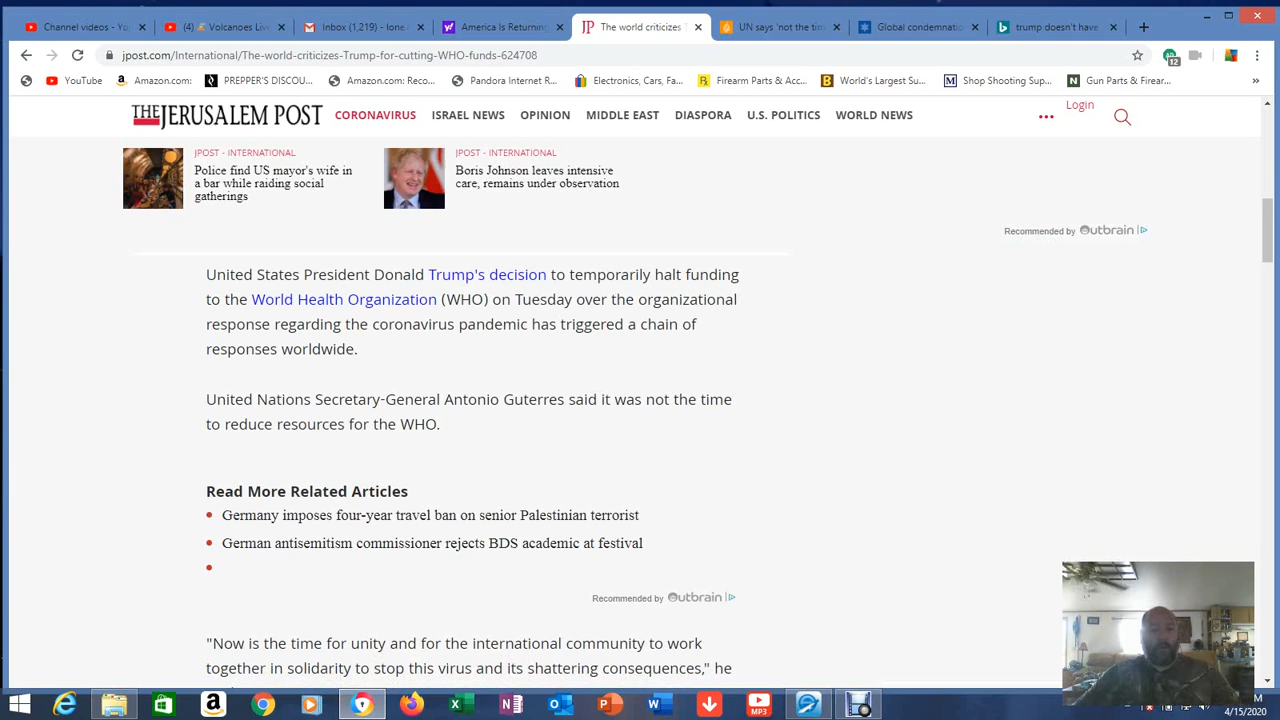 Channel videos - Yo
(4) Volcanoes Live
Inbox (1,219) - lone
America Is Returning
The world criticizes T
UN says 'not the time
Global condemnation
trump doesn't have
jpost.com/International/The-world-criticizes-Trump-for-cutting-WHO-funds-624708
12
YouTube
Amazon.com:
PREPPER'S DISCOU...
Amazon.com: Reco...
Pandora Internet R...
Electronics, Cars, Fa...
Firearm Parts & Acc...
World's Largest Su...
Shop Shooting Sup...
Gun Parts & Firear...
THE JERUSALEM POST
CORONAVIRUS
ISRAEL NEWS
OPINION
MIDDLE EAST
DIASPORA
U.S. POLITICS
WORLD NEWS
Login
JPOST - INTERNATIONAL
Police find US mayor's wife in
a bar while raiding social
gatherings
JPOST - INTERNATIONAL
Boris Johnson leaves intensive
care, remains under observation
Recommended by Outbrain
United States President Donald Trump's decision to temporarily halt funding
to the World Health Organization (WHO) on Tuesday over the organizational
response regarding the coronavirus pandemic has triggered a chain of
responses worldwide.
United Nations Secretary-General Antonio Guterres said it was not the time
to reduce resources for the WHO.
Read More Related Articles
Germany imposes four-year travel ban on senior Palestinian terrorist
German antisemitism commissioner rejects BDS academic at festival
Recommended by Outbrain
"Now is the time for unity and for the international community to work
together in solidarity to stop this virus and its shattering consequences," he
MP3
4/15/2020